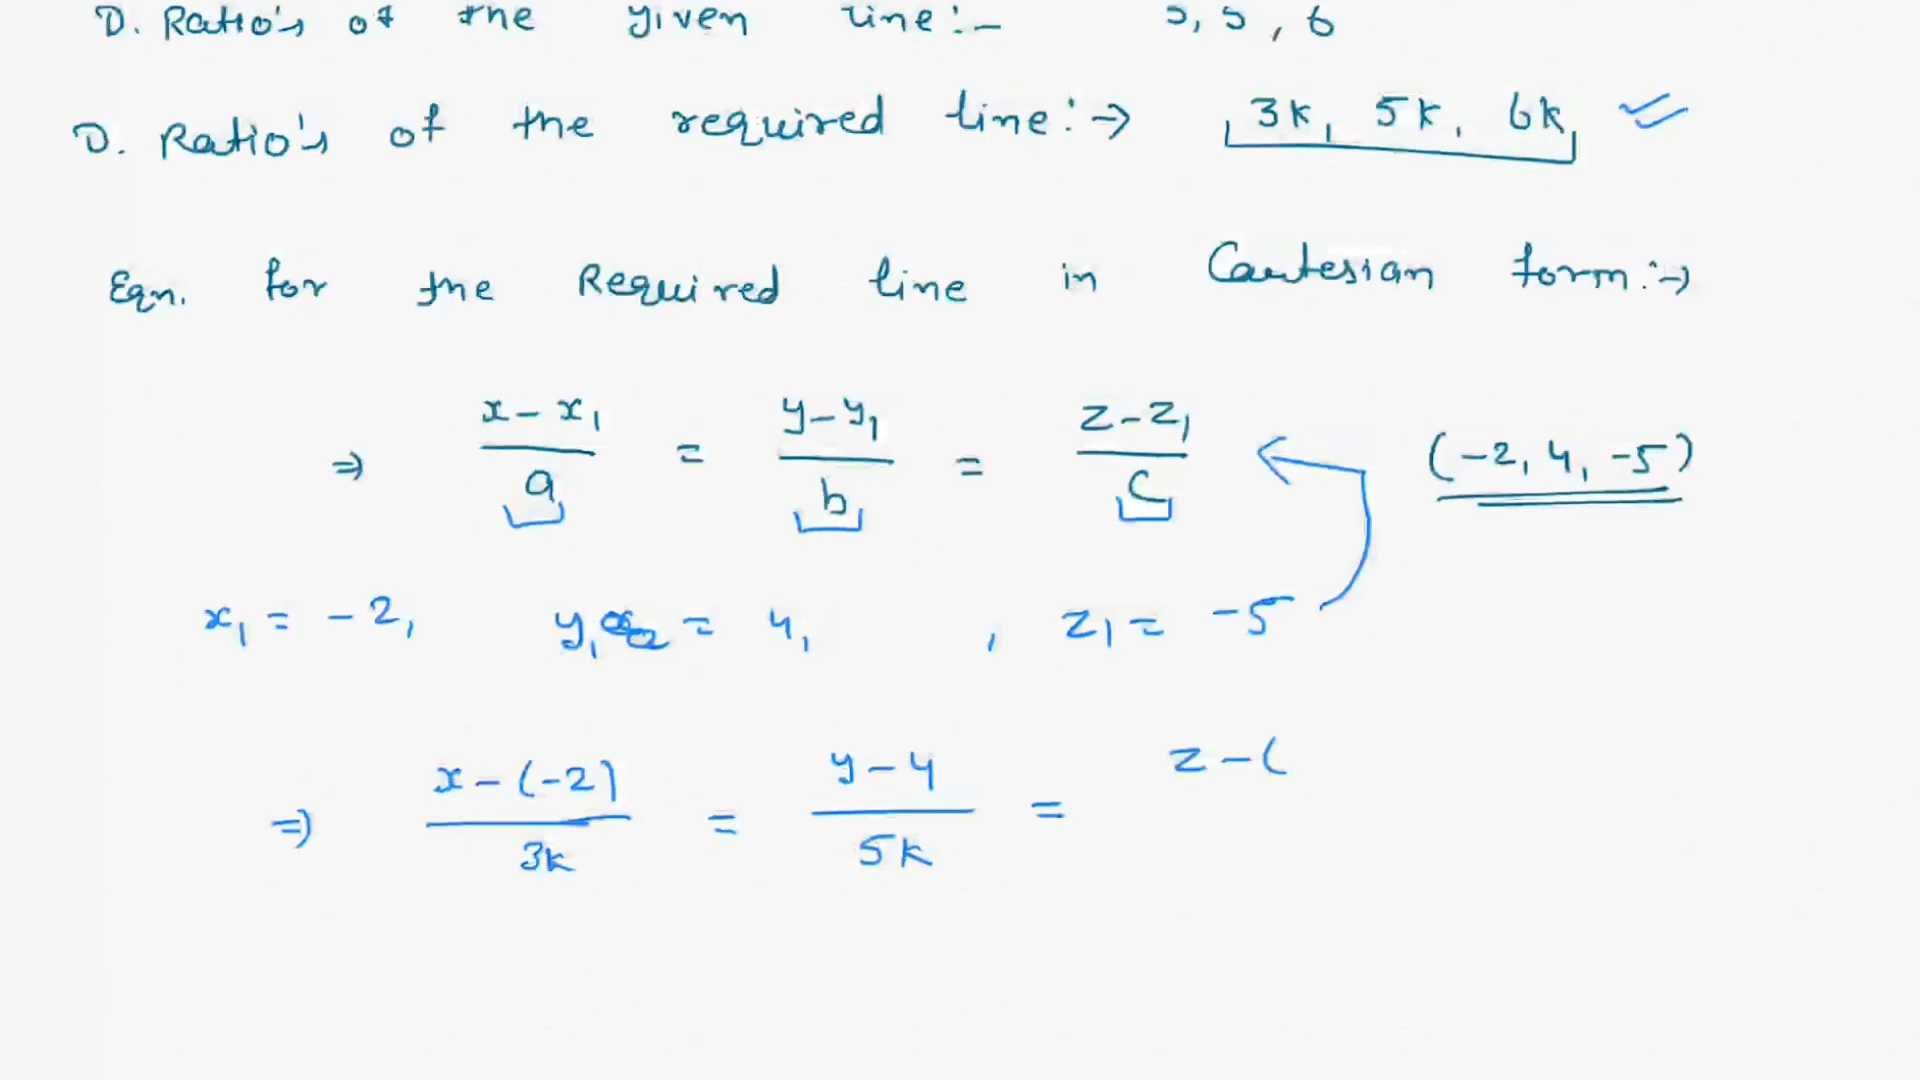 D. Ratio's of the given line:- 3, 5, 6
D. Ratio's of the required line:→ 3k, 5k, 6k,
Eqn. for the Required line in Cartesian form:→
⇒ x - x₁ / a = y - y₁ / b = z - z₁ / c (-2, 4, -5)
x₁ = -2, y₁ = 4, , z₁ = -5
⇒ x - (-2) / 3k = y - 4 / 5k = z - (